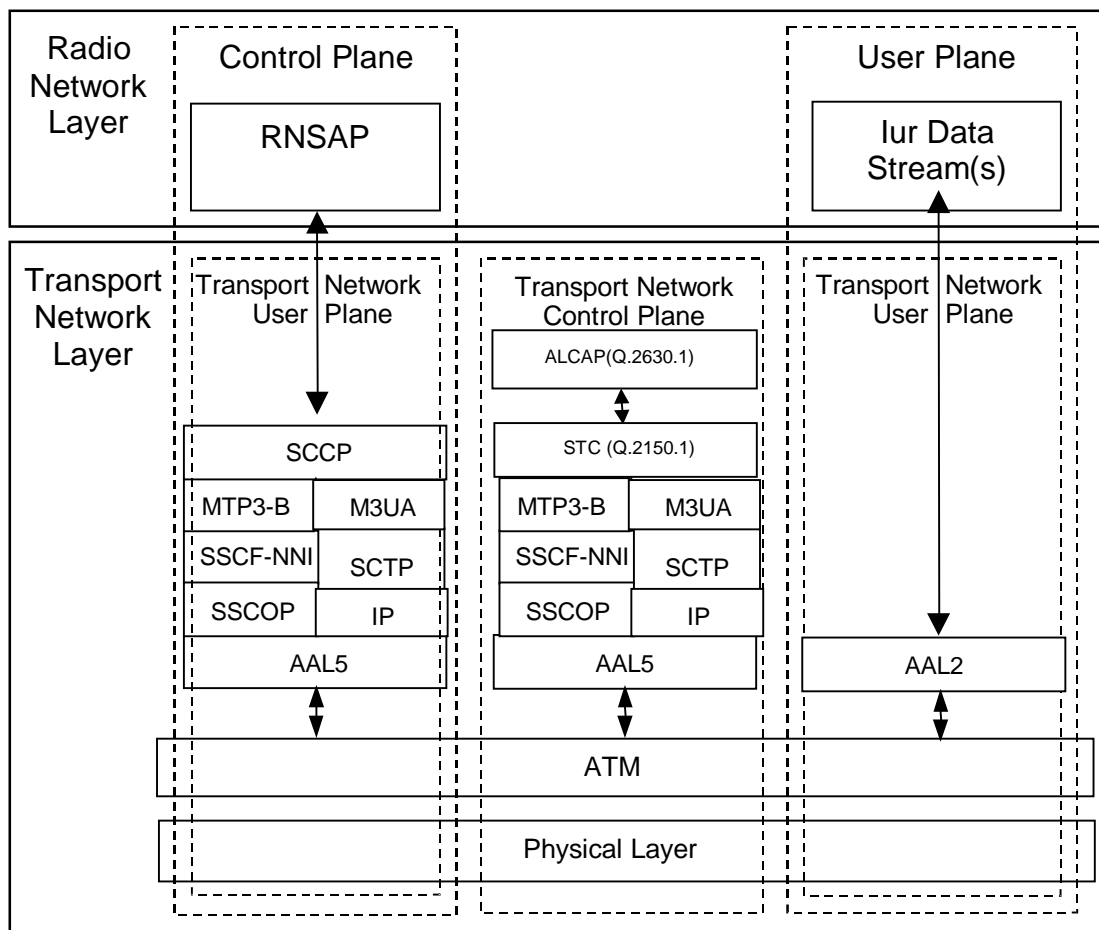 Radio
Network
Layer
Control Plane
User Plane
RNSAP
Iur Data
Stream(s)
Transport
Network
Layer
Transport Network
User Plane
Transport Network
Control Plane
Transport Network
User Plane
ALCAP(Q.2630.1)
STC (Q.2150.1)
SCCP
MTP3-B
M3UA
SSCF-NNI
SCTP
SSCOP
IP
AAL5
MTP3-B
M3UA
SSCF-NNI
SCTP
SSCOP
IP
AAL5
AAL2
ATM
Physical Layer